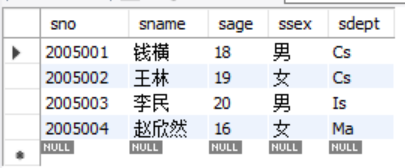 sno sname sage ssex sdept
2005001 钱横 18 男 Cs
2005002 王林 19 女 Cs
2005003 李民 20 男 Is
2005004 赵欣然 16 女 Ma
NULL NULL NULL NULL NULL